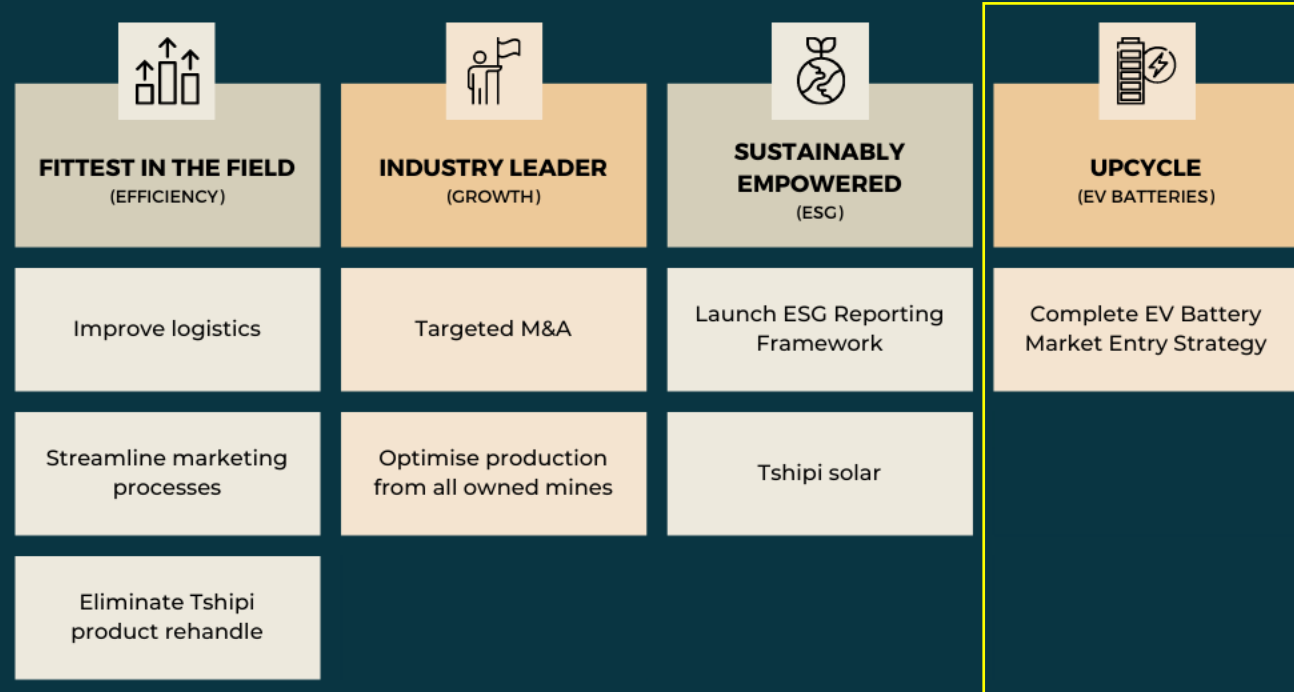 FITTEST IN THE FIELD
(EFFICIENCY)
Improve logistics
Streamline marketing
processes
Eliminate Tshipi
product rehandle
INDUSTRY LEADER
(GROWTH)
Targeted M&A
Optimise production
from all owned mines
SUSTAINABLY
EMPOWERED
(ESG)
Launch ESG Reporting
Framework
Tshipi solar
UPCYCLE
(EV BATTERIES)
Complete EV Battery
Market Entry Strategy